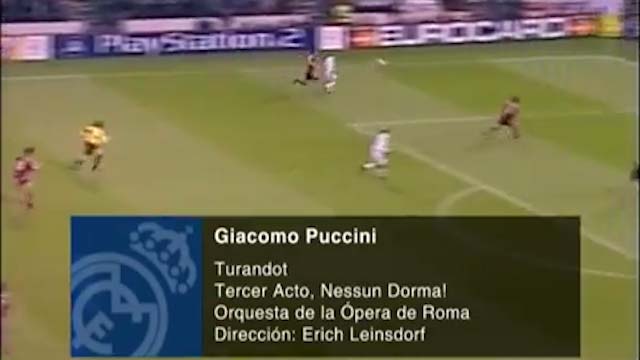 PlayStation 2
EUROCARD
Giacomo Puccini
Turandot
Tercer Acto, Nessun Dorma!
Orquesta de la Ópera de Roma
Dirección: Erich Leinsdorf